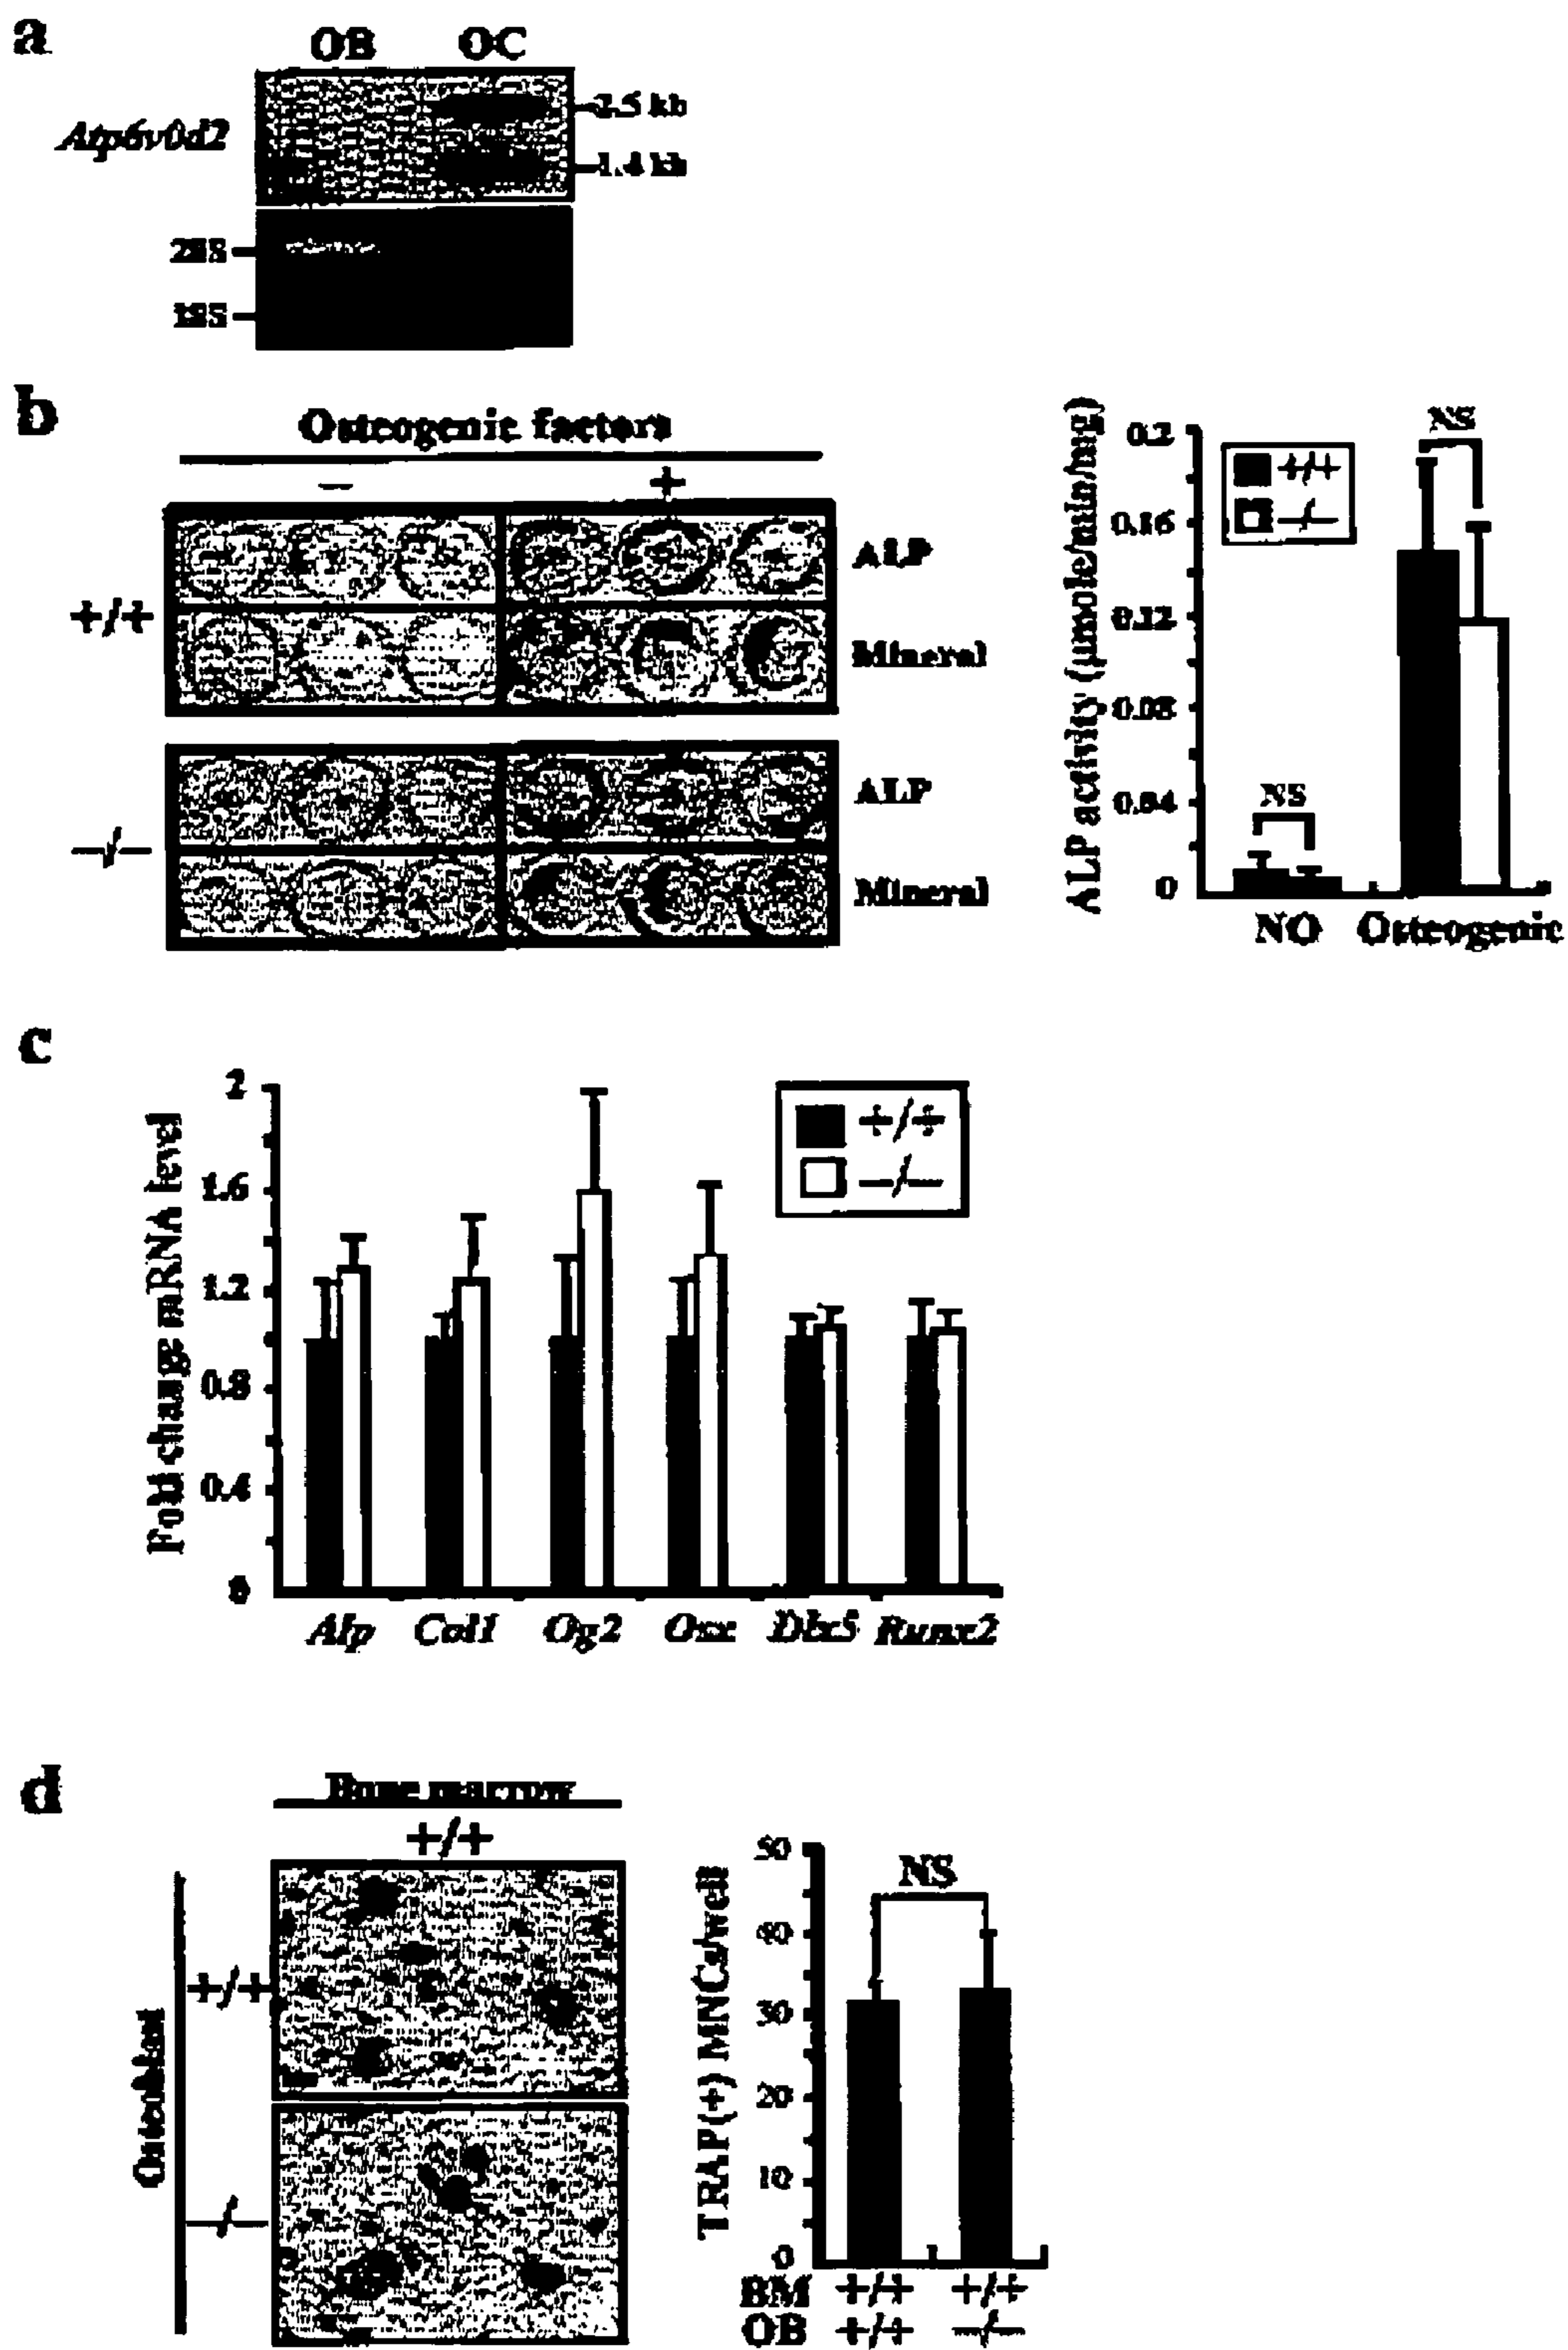 a
OB OC
Atp6v0d2
2.5 kb
1.4 kb
28S
18S
b
Osteogenic factors
− +
+/+
ALP
Mineral
−/−
ALP
Mineral
ALP activity (μmole/min/mg)
0.2
0.16
0.12
0.08
0.04
0
+/+
−/−
NS
NS
NO Osteogenic
c
Fold change mRNA level
2
1.6
1.2
0.8
0.4
0
+/+
−/−
Alp Col1 Og2 Osx Dlx5 Runx2
d
Bone marrow
+/+
Osteoblast
+/+
−/−
TRAP(+) MNCs/well
50
40
30
20
10
0
NS
BM +/+ +/+
OB +/+ −/−